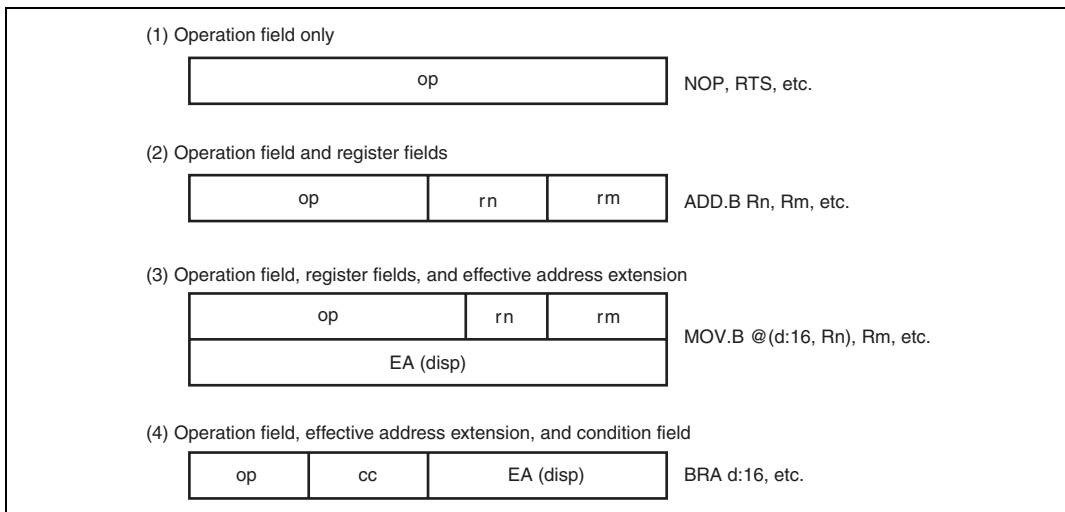 (1) Operation field only
op
NOP, RTS, etc.
(2) Operation field and register fields
op rn rm
ADD.B Rn, Rm, etc.
(3) Operation field, register fields, and effective address extension
op rn rm
EA (disp)
MOV.B @(d:16, Rn), Rm, etc.
(4) Operation field, effective address extension, and condition field
op cc EA (disp)
BRA d:16, etc.